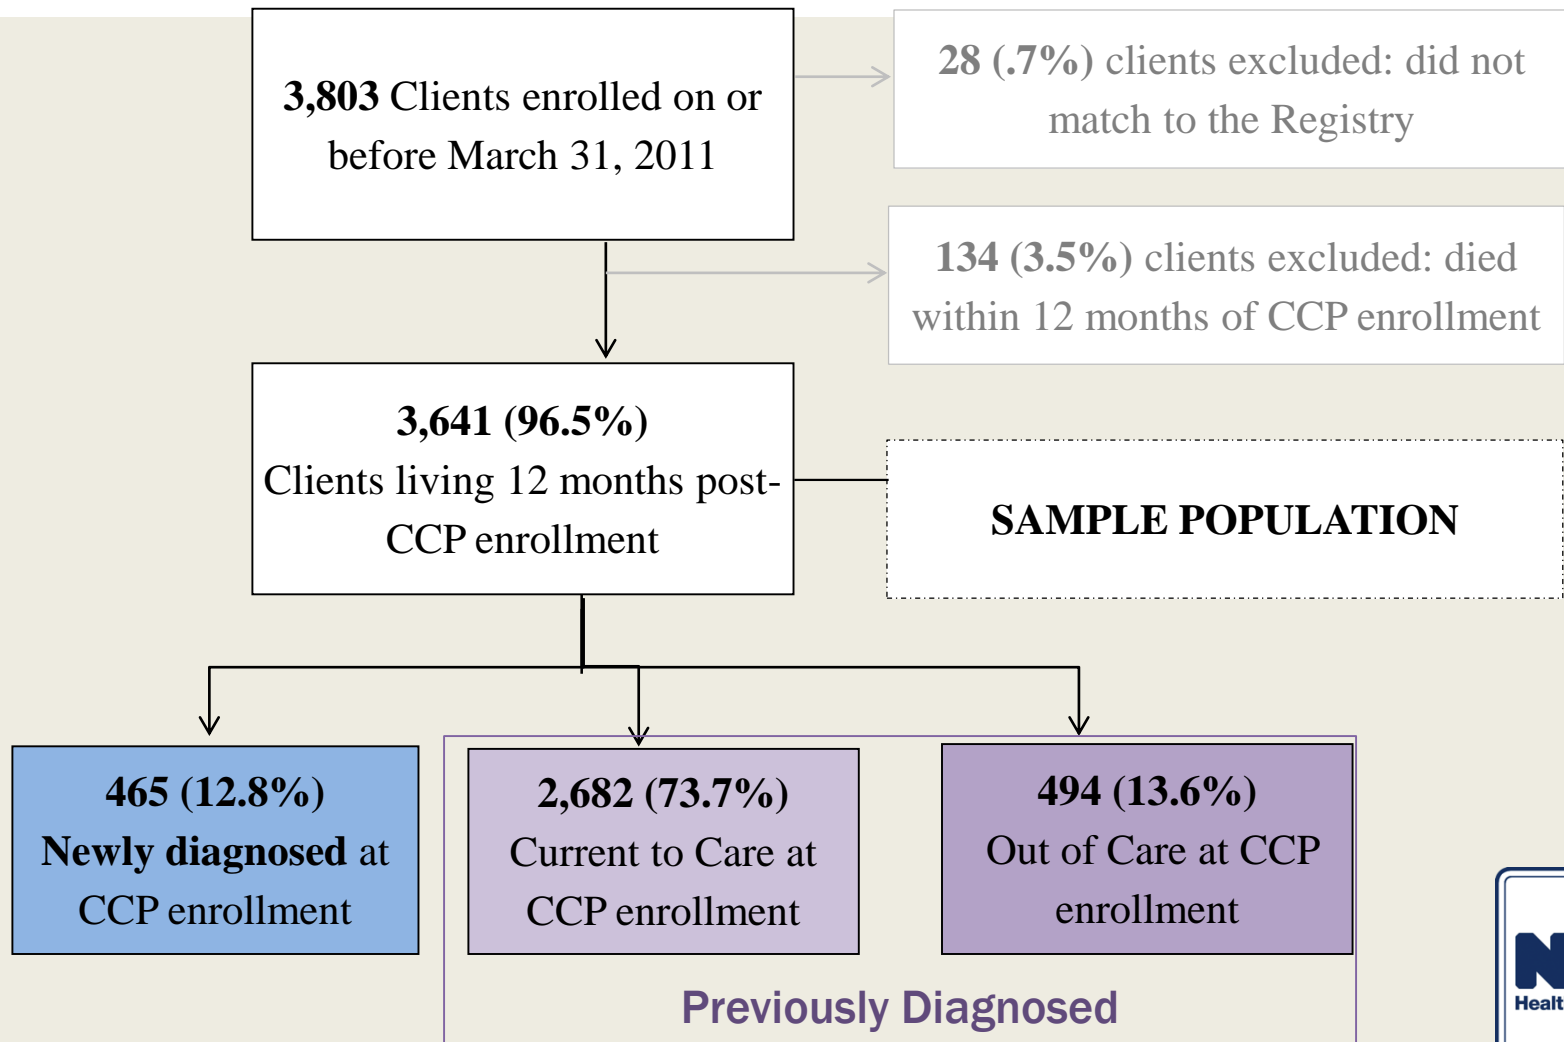 3,803 Clients enrolled on or
before March 31, 2011
28 (.7%) clients excluded: did not
match to the Registry
134 (3.5%) clients excluded: died
within 12 months of CCP enrollment
3,641 (96.5%)
Clients living 12 months post-
CCP enrollment
SAMPLE POPULATION
465 (12.8%)
Newly diagnosed at
CCP enrollment
2,682 (73.7%)
Current to Care at
CCP enrollment
494 (13.6%)
Out of Care at CCP
enrollment
Previously Diagnosed
N
Healt